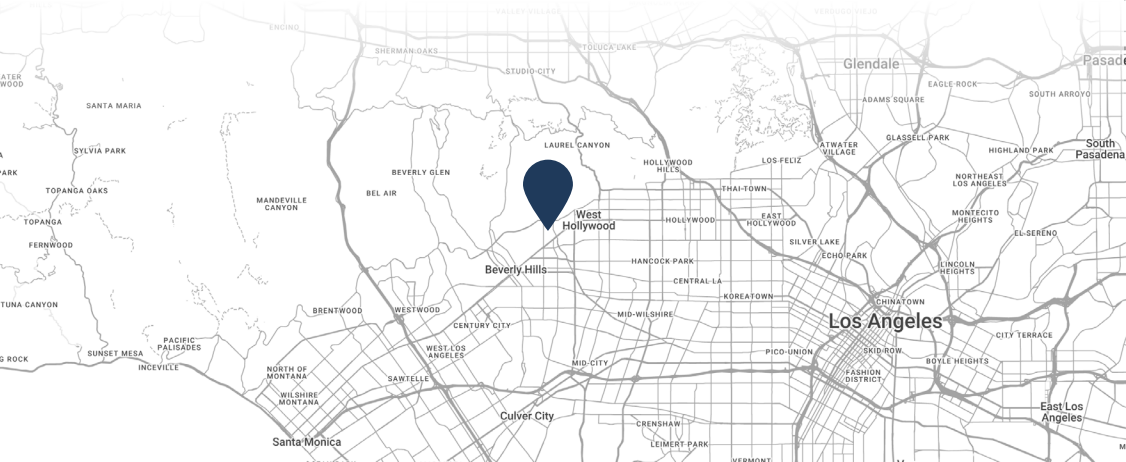 VALLEY VILLAGE
VERDUGO VIEJO
ENCINO
SHERMAN OAKS
TOLUCA LAKE
Glendale
STUDIO CITY
EAGLE ROCK
SOUTH ARROYO
ADAMS SQUARE
SANTA MARIA
GLASSELL PARK
LAUREL CANYON
ATWATER
VILLAGE
HIGHLAND PARK
South
Pasadena
SYLVIA PARK
HOLLYWOOD
HILLS
LOS FELIZ
BEVERLY GLEN
NORTHEAST
LOS ANGELES
TOPANGA OAKS
BEL AIR
THAI TOWN
MANDEVILLE
CANYON
West
Hollywood
HOLLYWOOD
EAST
HOLLYWOOD
MONTECITO
HEIGHTS
TOPANGA
EL SERENO
FERNWOOD
SILVER LAKE
ECHO PARK
HANCOCK PARK
LINCOLN
HEIGHTS
Beverly Hills
CENTRAL LA
TUNA CANYON
KOREATOWN
CHINATOWN
BRENTWOOD
WESTWOOD
MID-WILSHIRE
Los Angeles
CENTURY CITY
CITY TERRACE
PACIFIC
PALISADES
SUNSET MESA
WEST LOS
ANGELES
PICO-UNION
SKID ROW
G ROCK
INCEVILLE
MID-CITY
BOYLE HEIGHTS
NORTH OF
MONTANA
SAWTELLE
FASHION
DISTRICT
WILSHIRE
MONTANA
Culver City
East Los
Angeles
CRENSHAW
Santa Monica
LEIMERT PARK
VERMONT